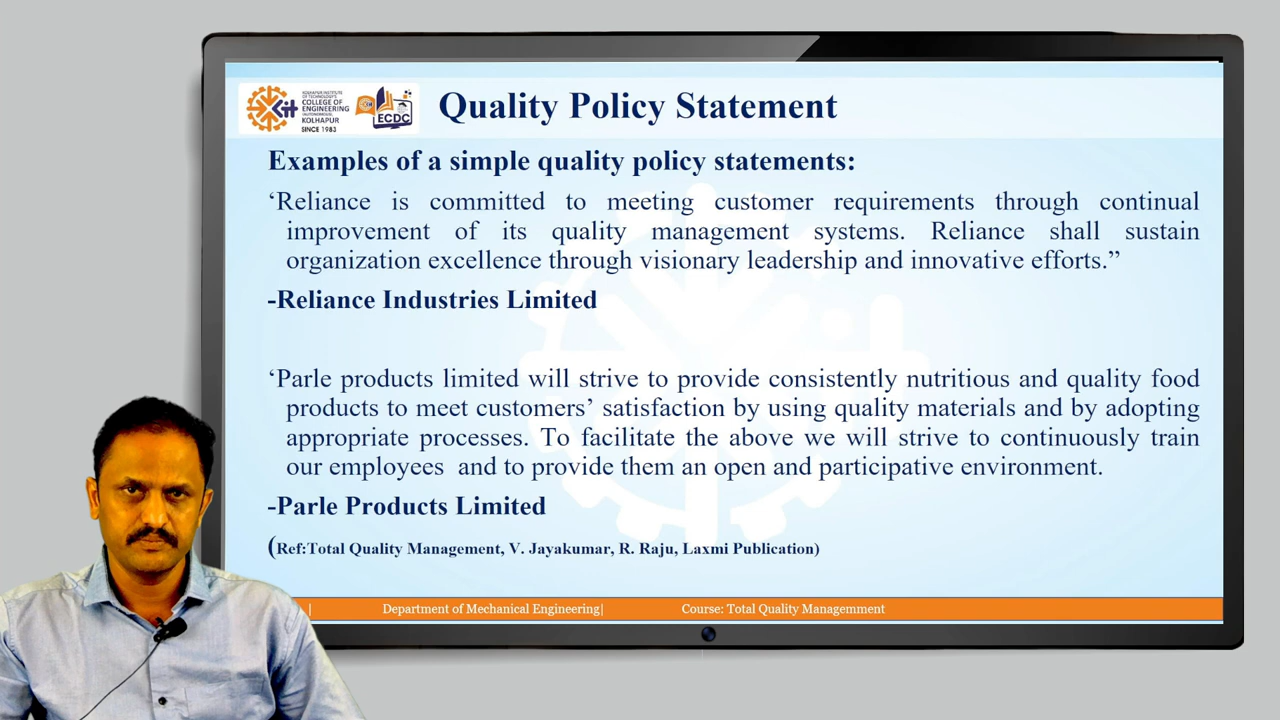 KOLHAPUR INSTITUTE
OF TECHNOLOGY'S
COLLEGE OF
ENGINEERING
(AUTONOMOUS),
KOLHAPUR
SINCE 1983
ECDC
Quality Policy Statement
Examples of a simple quality policy statements:
‘Reliance is committed to meeting customer requirements through continual
improvement of its quality management systems. Reliance shall sustain
organization excellence through visionary leadership and innovative efforts.”
-Reliance Industries Limited
‘Parle products limited will strive to provide consistently nutritious and quality food
products to meet customers’ satisfaction by using quality materials and by adopting
appropriate processes. To facilitate the above we will strive to continuously train
our employees and to provide them an open and participative environment.
-Parle Products Limited
(Ref:Total Quality Management, V. Jayakumar, R. Raju, Laxmi Publication)
| Department of Mechanical Engineering| Course: Total Quality Managemment